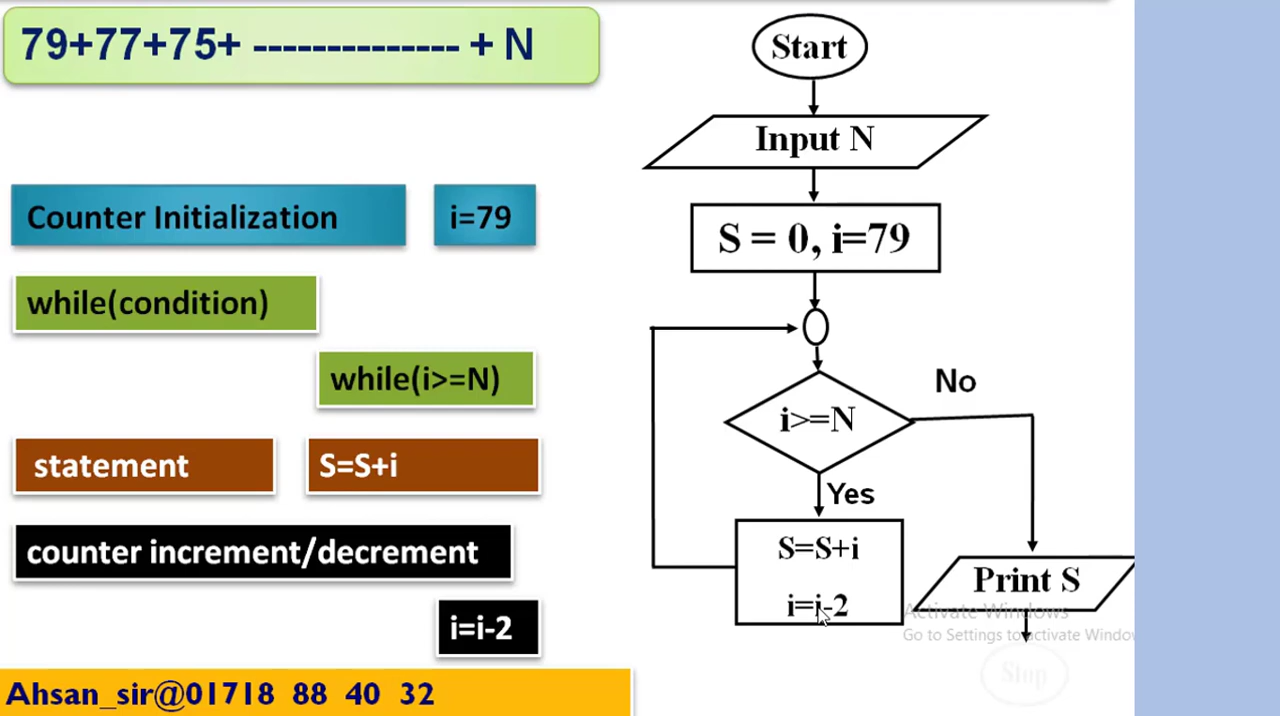 79+77+75+ -------------- + N
Counter Initialization
i=79
while(condition)
while(i>=N)
statement
S=S+i
counter increment/decrement
i=i-2
Ahsan_sir@01718 88 40 32
Start
Input N
S = 0, i=79
i>=N
No
Yes
S=S+i
i=i-2
Print S
Activate Windows
Go to Settings to activate Windo
Stop